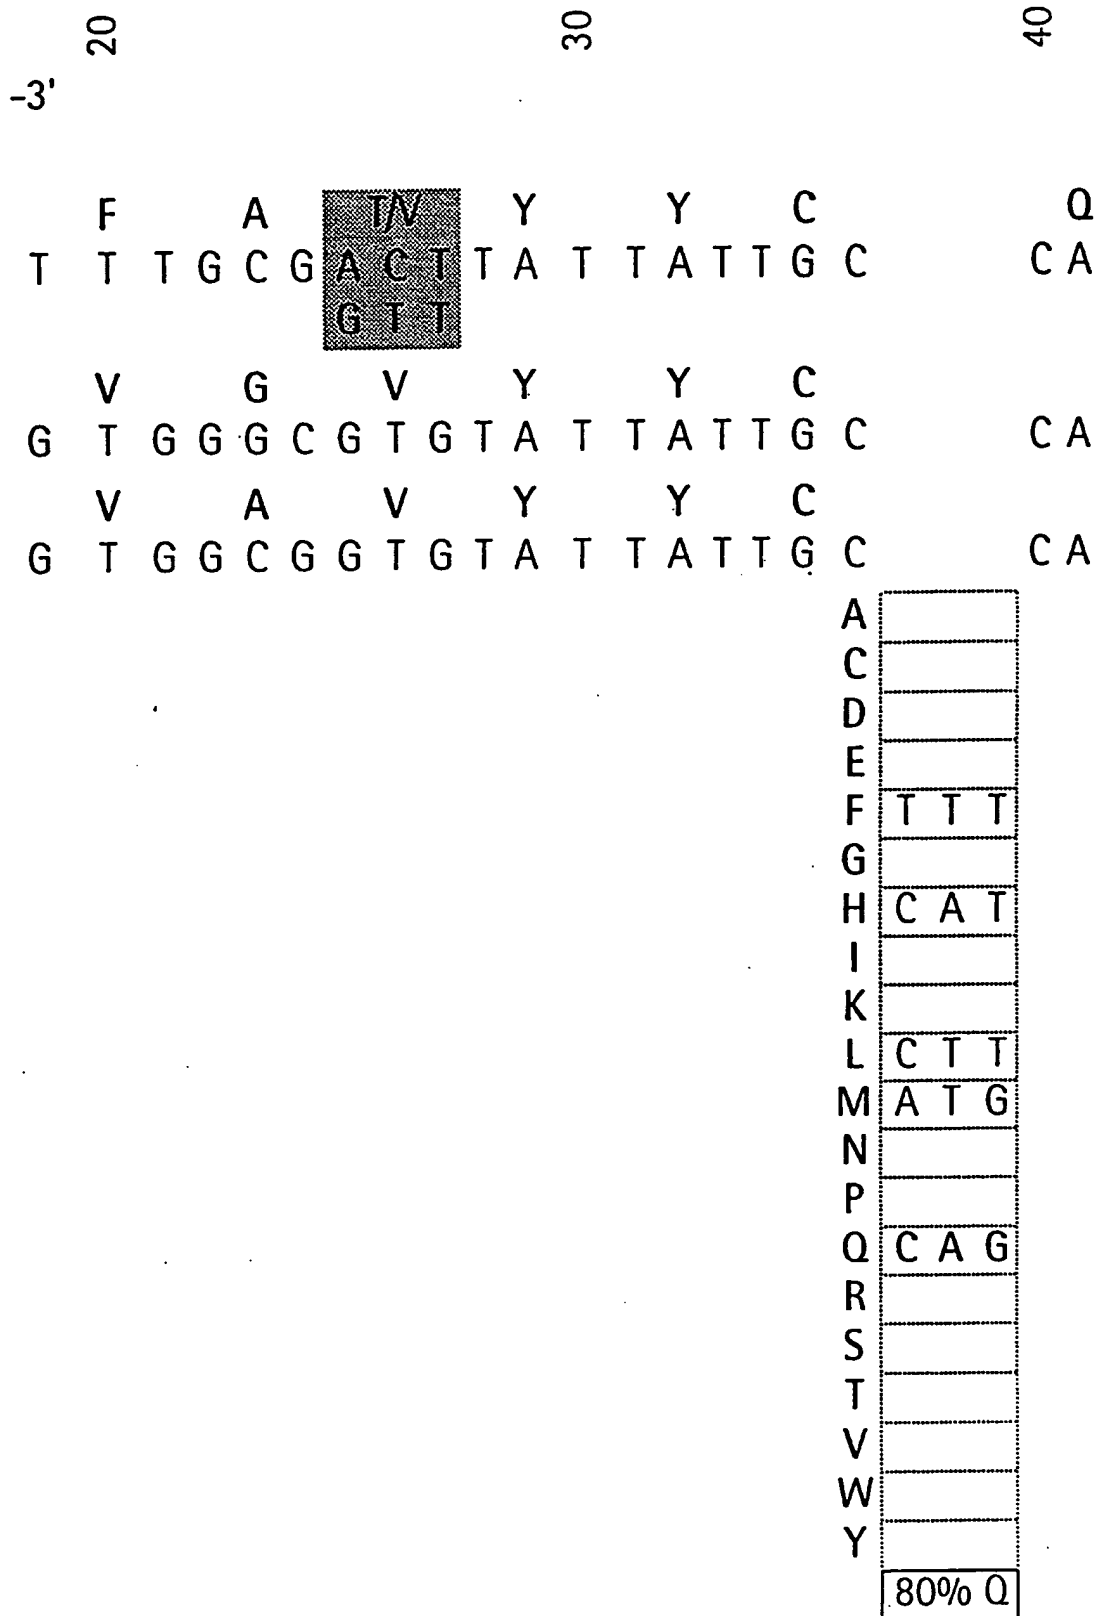 20 30 40
-3'
F A T/V Y Y C Q
T T T G C G A C T T A T T A T T G C C A
G T T
V G V Y Y C
G T G G G C G T G T A T T A T T G C C A
V A V Y Y C
G T G G C G G T G T A T T A T T G C C A
A
C
D
E
F T T T
G
H C A T
I
K
L C T T
M A T G
N
P
Q C A G
R
S
T
V
W
Y
80% Q